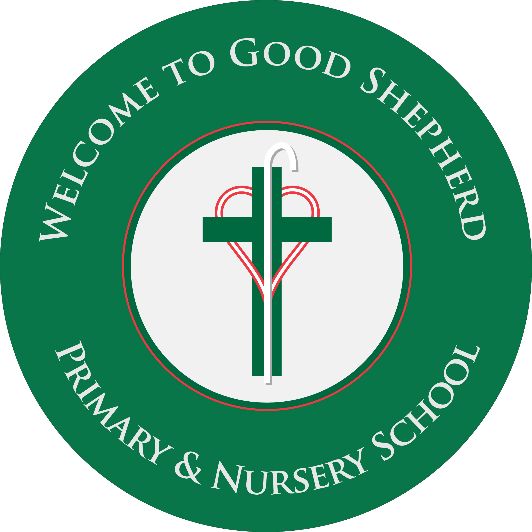 Welcome to Good Shepherd
Primary & Nursery School